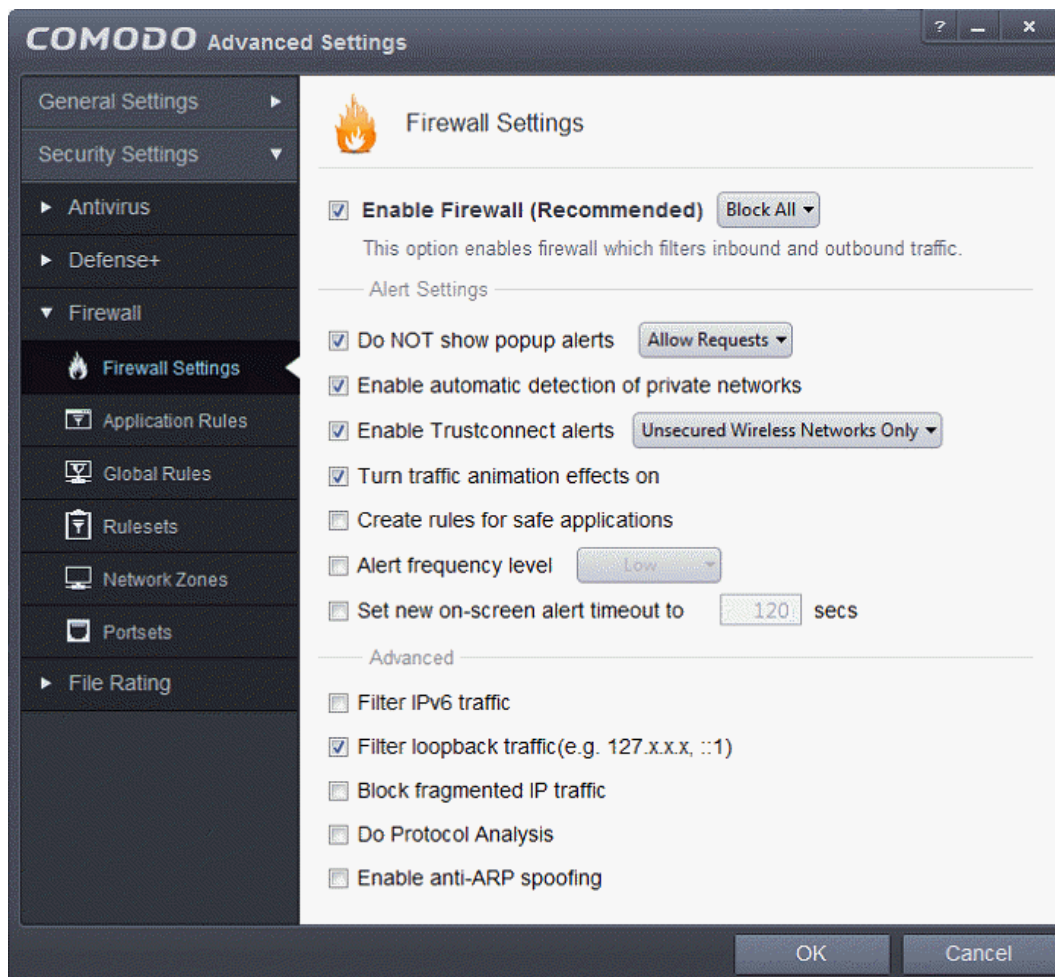 COMODO Advanced Settings
?
General Settings
Security Settings
Antivirus
Defense+
Firewall
Firewall Settings
Application Rules
Global Rules
Rulesets
Network Zones
Portsets
File Rating
Firewall Settings
Enable Firewall (Recommended) Block All
This option enables firewall which filters inbound and outbound traffic.
Alert Settings
Do NOT show popup alerts Allow Requests
Enable automatic detection of private networks
Enable Trustconnect alerts Unsecured Wireless Networks Only
Turn traffic animation effects on
Create rules for safe applications
Alert frequency level Low
Set new on-screen alert timeout to 120 secs
Advanced
Filter IPv6 traffic
Filter loopback traffic(e.g. 127.x.x.x, ::1)
Block fragmented IP traffic
Do Protocol Analysis
Enable anti-ARP spoofing
OK Cancel